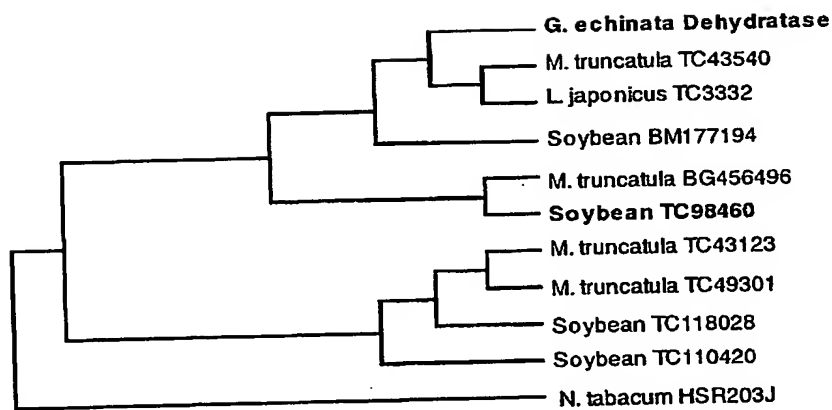 G. echinata Dehydratase
M. truncatula TC43540
L. japonicus TC3332
Soybean BM177194
M. truncatula BG456496
Soybean TC98460
M. truncatula TC43123
M. truncatula TC49301
Soybean TC118028
Soybean TC110420
N. tabacum HSR203J